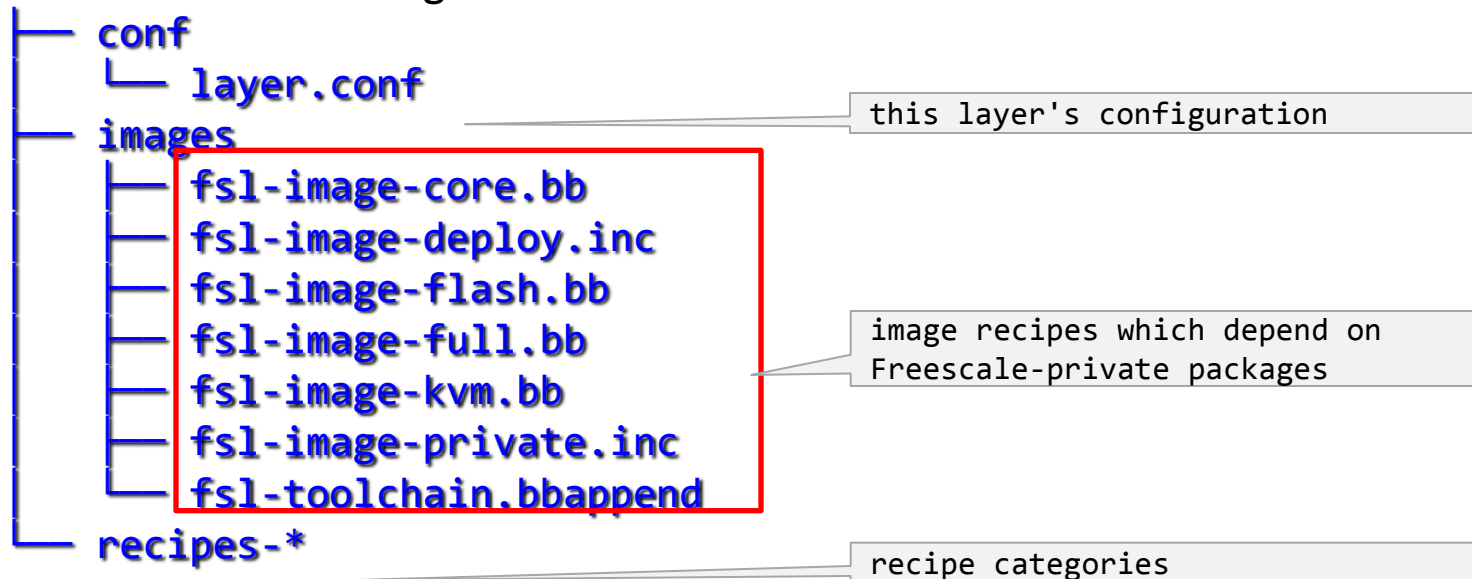 ├── conf
│   └── layer.conf
this layer's configuration
├── images
│   ├── fsl-image-core.bb
│   ├── fsl-image-deploy.inc
│   ├── fsl-image-flash.bb
│   ├── fsl-image-full.bb
image recipes which depend on
Freescale-private packages
│   ├── fsl-image-kvm.bb
│   ├── fsl-image-private.inc
│   └── fsl-toolchain.bbappend
└── recipes-*
recipe categories